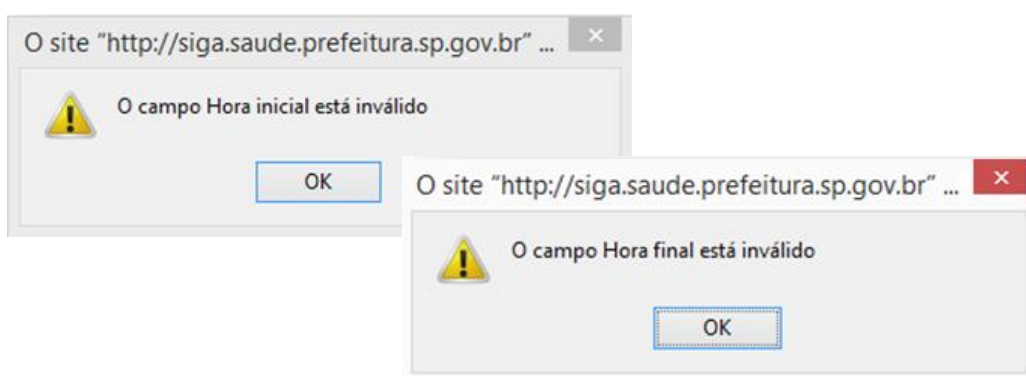 O site "http://siga.saude.prefeitura.sp.gov.br" ...
O campo Hora inicial está inválido
OK
O site "http://siga.saude.prefeitura.sp.gov.br" ...
O campo Hora final está inválido
OK